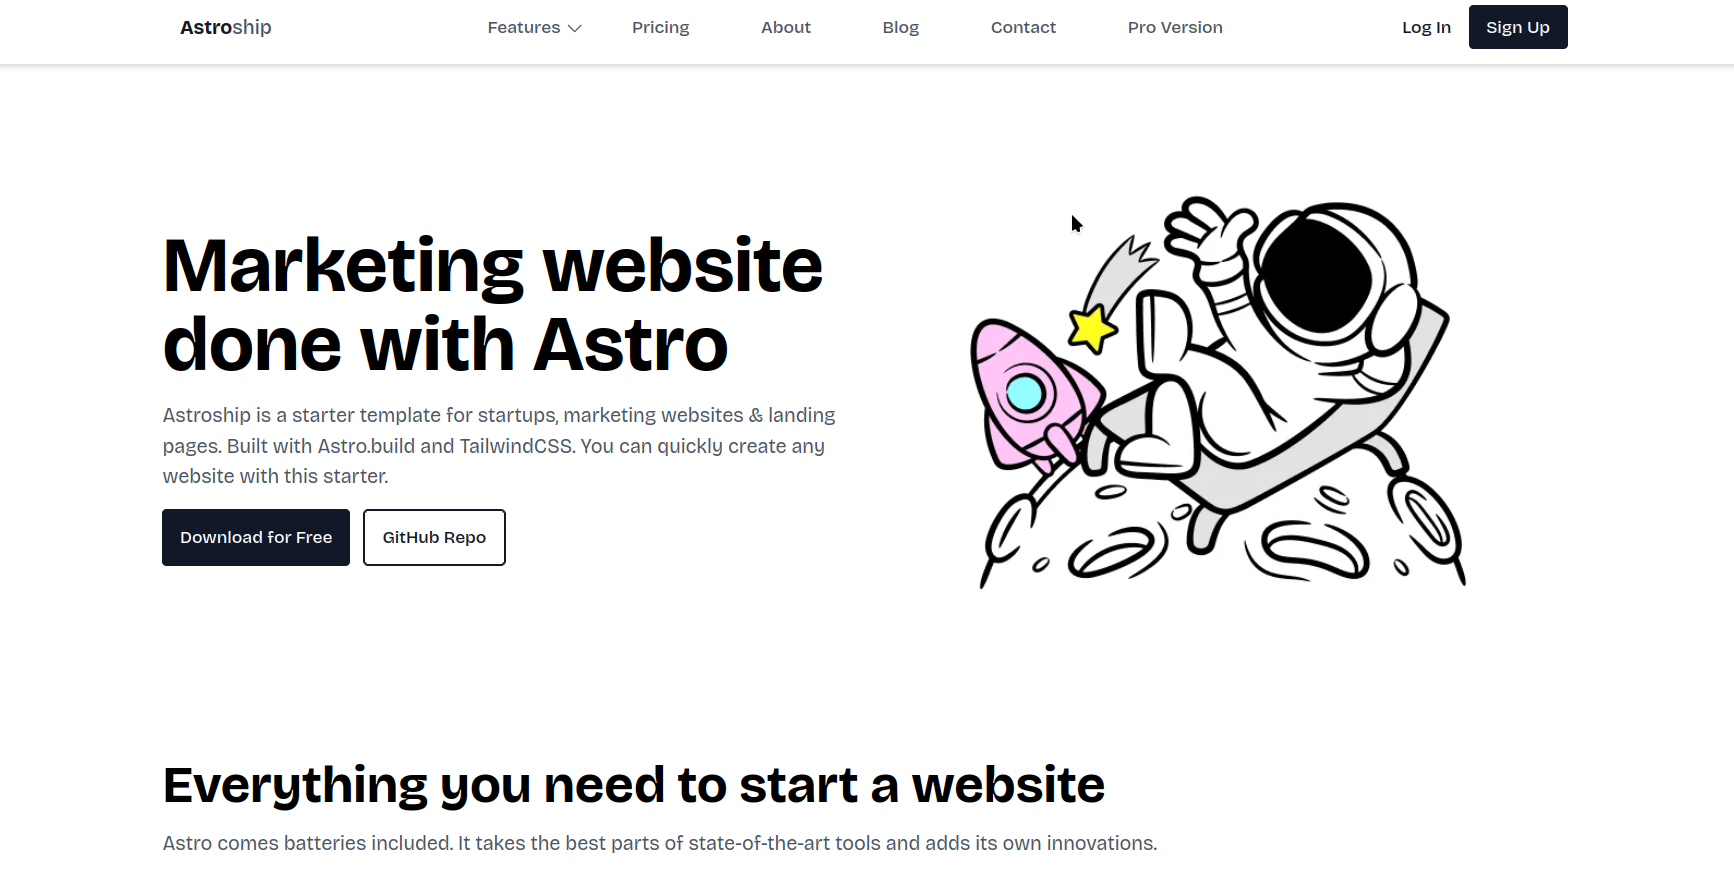 Astroship
Features
Pricing
About
Blog
Contact
Pro Version
Log In
Sign Up
Marketing website
done with Astro
Astroship is a starter template for startups, marketing websites & landing
pages. Built with Astro.build and TailwindCSS. You can quickly create any
website with this starter.
Download for Free
GitHub Repo
Everything you need to start a website
Astro comes batteries included. It takes the best parts of state-of-the-art tools and adds its own innovations.